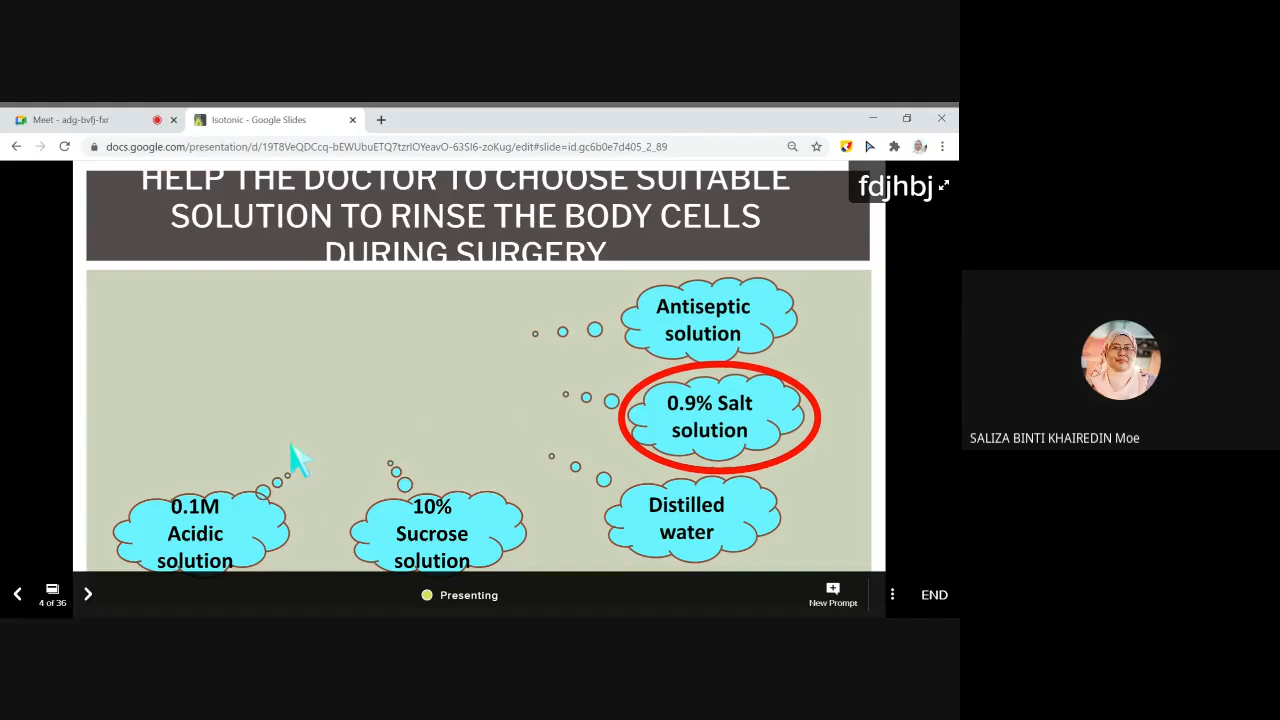 Meet - adg-bvfj-fxr
Isotonic - Google Slides
docs.google.com/presentation/d/19T8VeQDCcq-bEWUbuETQ7tzrIOYeavO-63SI6-zoKug/edit#slide=id.gc6b0e7d405_2_89
HELP THE DOCTOR TO CHOOSE SUITABLE
SOLUTION TO RINSE THE BODY CELLS
DURING SURGERY
fdjhbj
Antiseptic
solution
0.9% Salt
solution
Distilled
water
0.1M
Acidic
solution
10%
Sucrose
solution
SALIZA BINTI KHAIREDIN Moe
4 of 36
Presenting
New Prompt
END